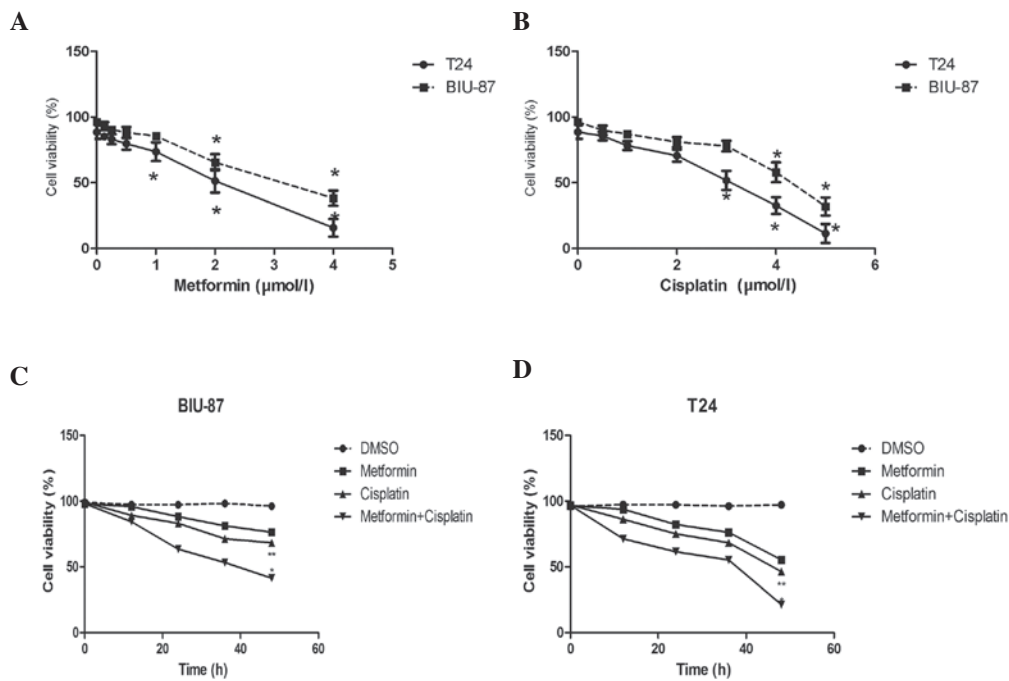 A
150
100
50
0
Cell viability (%)
0 1 2 3 4 5
Metformin (μmol/l)
T24
BIU-87
*
*
*
*
*
B
150
100
50
0
Cell viability (%)
0 2 4 6
Cisplatin (μmol/l)
T24
BIU-87
*
*
*
*
*
C
BIU-87
150
100
50
0
Cell viability (%)
0 20 40 60
Time (h)
DMSO
Metformin
Cisplatin
Metformin+Cisplatin
**
*
D
T24
150
100
50
0
Cell viability (%)
0 20 40 60
Time (h)
DMSO
Metformin
Cisplatin
Metformin+Cisplatin
**
*